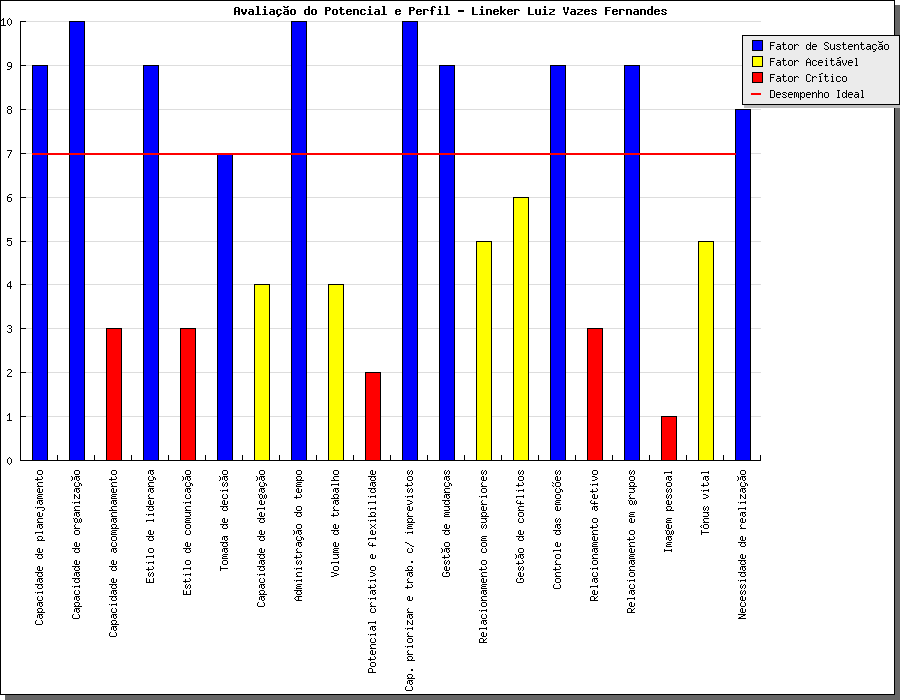 Avaliação do Potencial e Perfil - Lineker Luiz Vazes Fernandes
Fator de Sustentação
Fator Aceitável
Fator Crítico
Desempenho Ideal
10
9
8
7
6
5
4
3
2
1
0
Capacidade de planejamento
Capacidade de organização
Capacidade de acompanhamento
Estilo de liderança
Estilo de comunicação
Tomada de decisão
Capacidade de delegação
Administração do tempo
Volume de trabalho
Potencial criativo e flexibilidade
Cap. priorizar e trab. c/ imprevistos
Gestão de mudanças
Relacionamento com superiores
Gestão de conflitos
Controle das emoções
Relacionamento afetivo
Relacionamento em grupos
Imagem pessoal
Tônus vital
Necessidade de realização